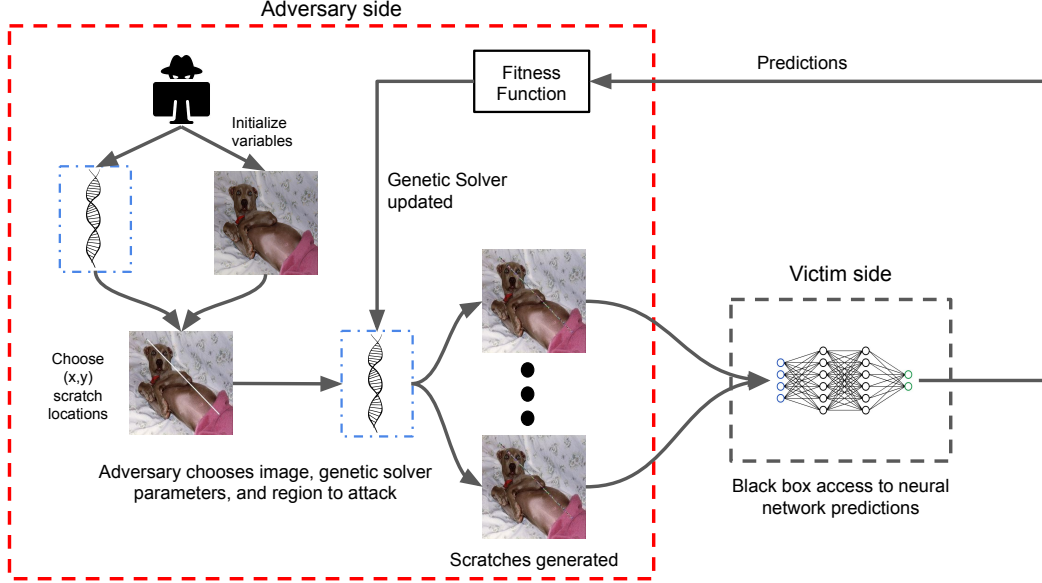 Adversary side
Fitness
Function
Predictions
Initialize
variables
Genetic Solver
updated
Victim side
Choose
(x,y)
scratch
locations
Adversary chooses image, genetic solver
parameters, and region to attack
Black box access to neural
network predictions
Scratches generated